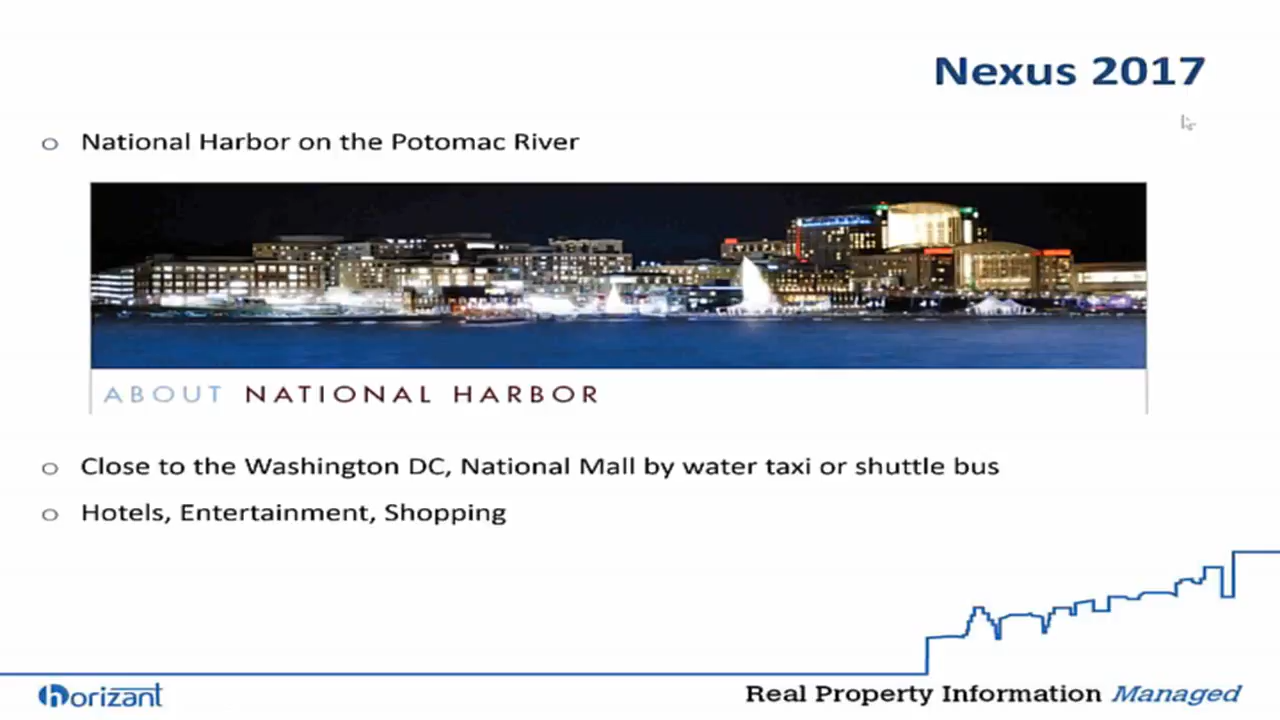 Nexus 2017
National Harbor on the Potomac River
ABOUT NATIONAL HARBOR
Close to the Washington DC, National Mall by water taxi or shuttle bus
Hotels, Entertainment, Shopping
horizant
Real Property Information Managed